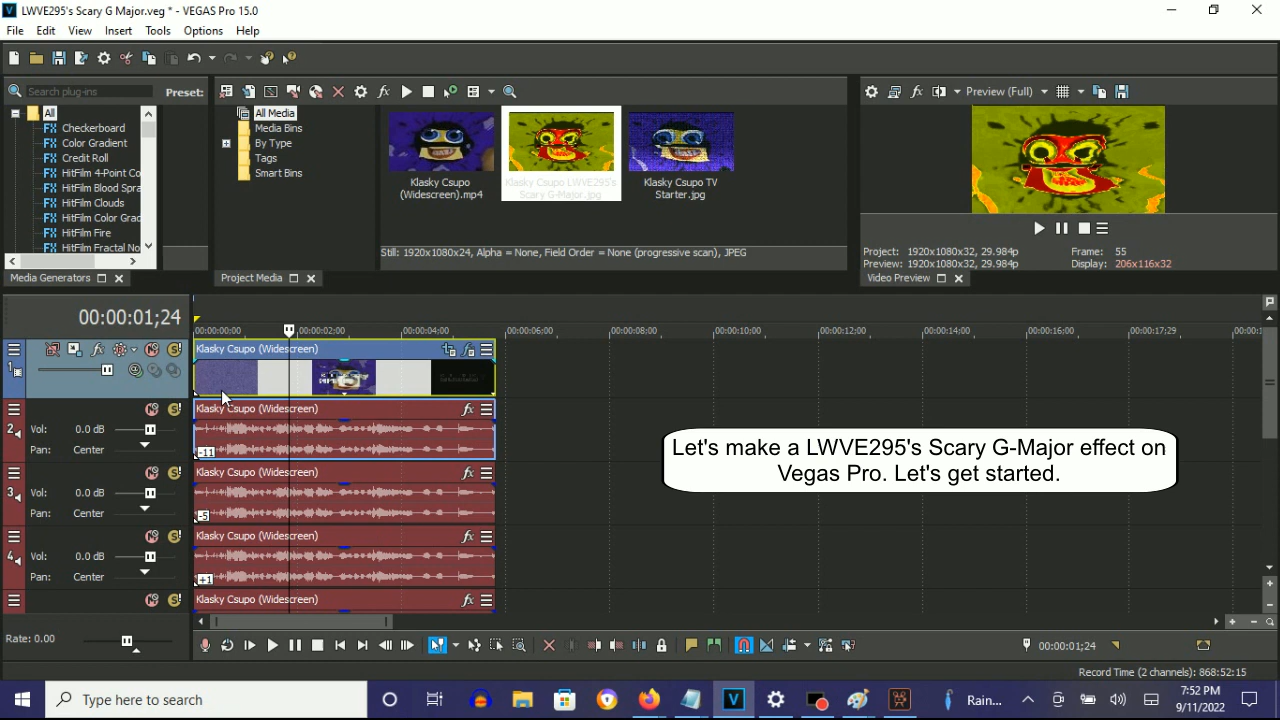 LWVE295's Scary G Major.veg * - VEGAS Pro 15.0
File Edit View Insert Tools Options Help
Search plug-ins
Preset:
Preview (Full)
All
Checkerboard
Color Gradient
Credit Roll
HitFilm 4-Point Co
HitFilm Blood Spra
HitFilm Clouds
HitFilm Color Grad
HitFilm Fire
HitFilm Fractal No
All Media
Media Bins
By Type
Tags
Smart Bins
Klasky Csupo
(Widescreen).mp4
Klasky Csupo LWVE295's
Scary G-Major.jpg
Klasky Csupo TV
Starter.jpg
Still: 1920x1080x24, Alpha = None, Field Order = None (progressive scan), JPEG
Project: 1920x1080x32, 29.984p Frame: 55
Preview: 1920x1080x32, 29.984p Display: 206x116x32
Media Generators
Project Media
Video Preview
00:00:01;24
00:00:00;00 00:00:02;00 00:00:04;00 00:00:06;00 00:00:08;00 00:00:10;00 00:00:12;00 00:00:14;00 00:00:16;00 00:00:17;29 00:00:1
1
Klasky Csupo (Widescreen)
2
Vol: 0.0 dB
Pan: Center
Klasky Csupo (Widescreen)
-11
3
Vol: 0.0 dB
Pan: Center
Klasky Csupo (Widescreen)
-5
4
Vol: 0.0 dB
Pan: Center
Klasky Csupo (Widescreen)
+1
Klasky Csupo (Widescreen)
Let's make a LWVE295's Scary G-Major effect on
Vegas Pro. Let's get started.
Rate: 0.00
00:00:01;24
Record Time (2 channels): 868:52:15
Type here to search
Rain...
7:52 PM
9/11/2022